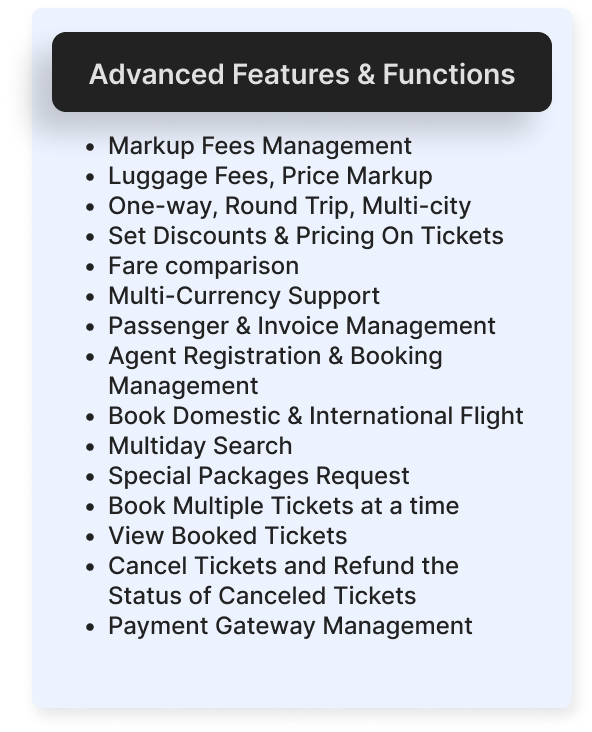 Advanced Features & Functions
• Markup Fees Management
• Luggage Fees, Price Markup
• One-way, Round Trip, Multi-city
• Set Discounts & Pricing On Tickets
• Fare comparison
• Multi-Currency Support
• Passenger & Invoice Management
• Agent Registration & Booking
Management
• Book Domestic & International Flight
• Multiday Search
• Special Packages Request
• Book Multiple Tickets at a time
• View Booked Tickets
• Cancel Tickets and Refund the
Status of Canceled Tickets
• Payment Gateway Management